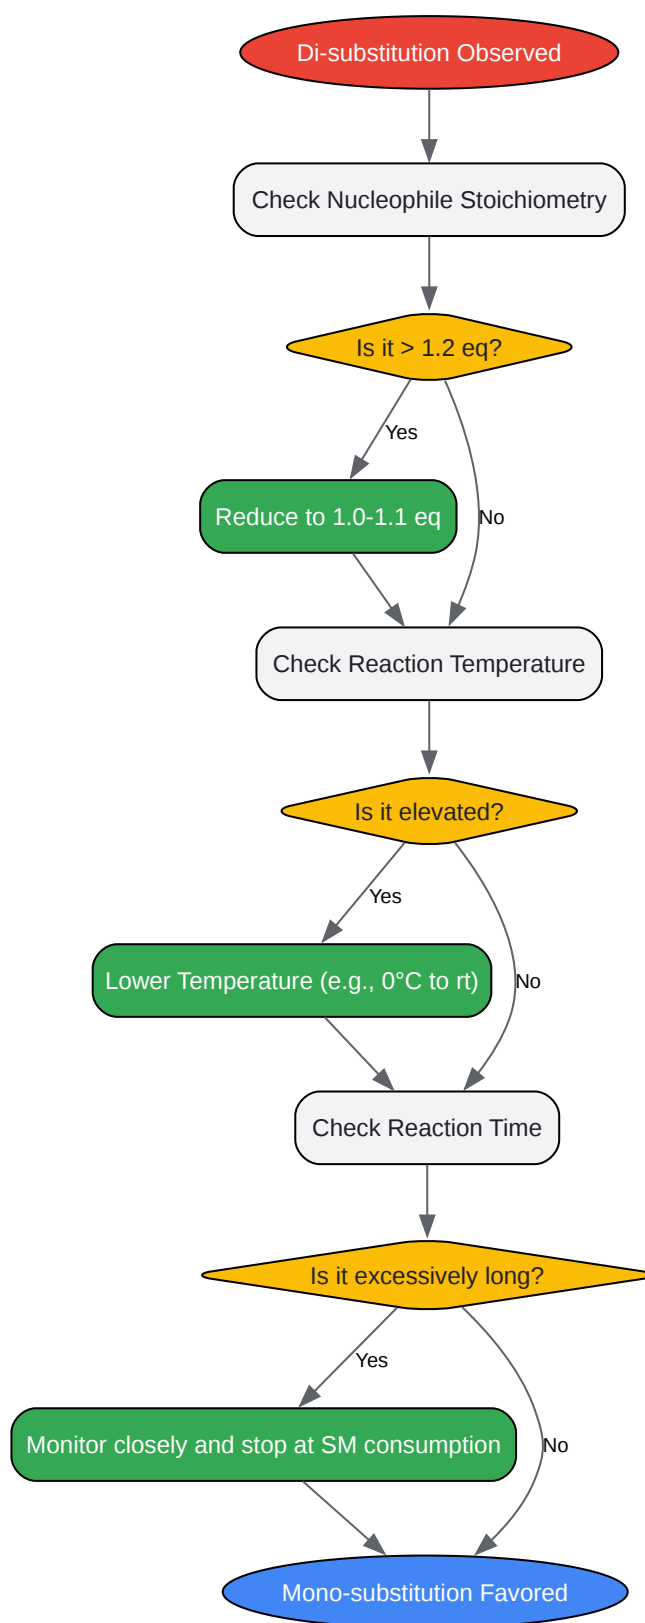 Di-substitution Observed
Check Nucleophile Stoichiometry
Is it > 1.2 eq?
Yes
Reduce to 1.0-1.1 eq
No
Check Reaction Temperature
Is it elevated?
Yes
Lower Temperature (e.g., 0°C to rt)
No
Check Reaction Time
Is it excessively long?
Yes
Monitor closely and stop at SM consumption
No
Mono-substitution Favored